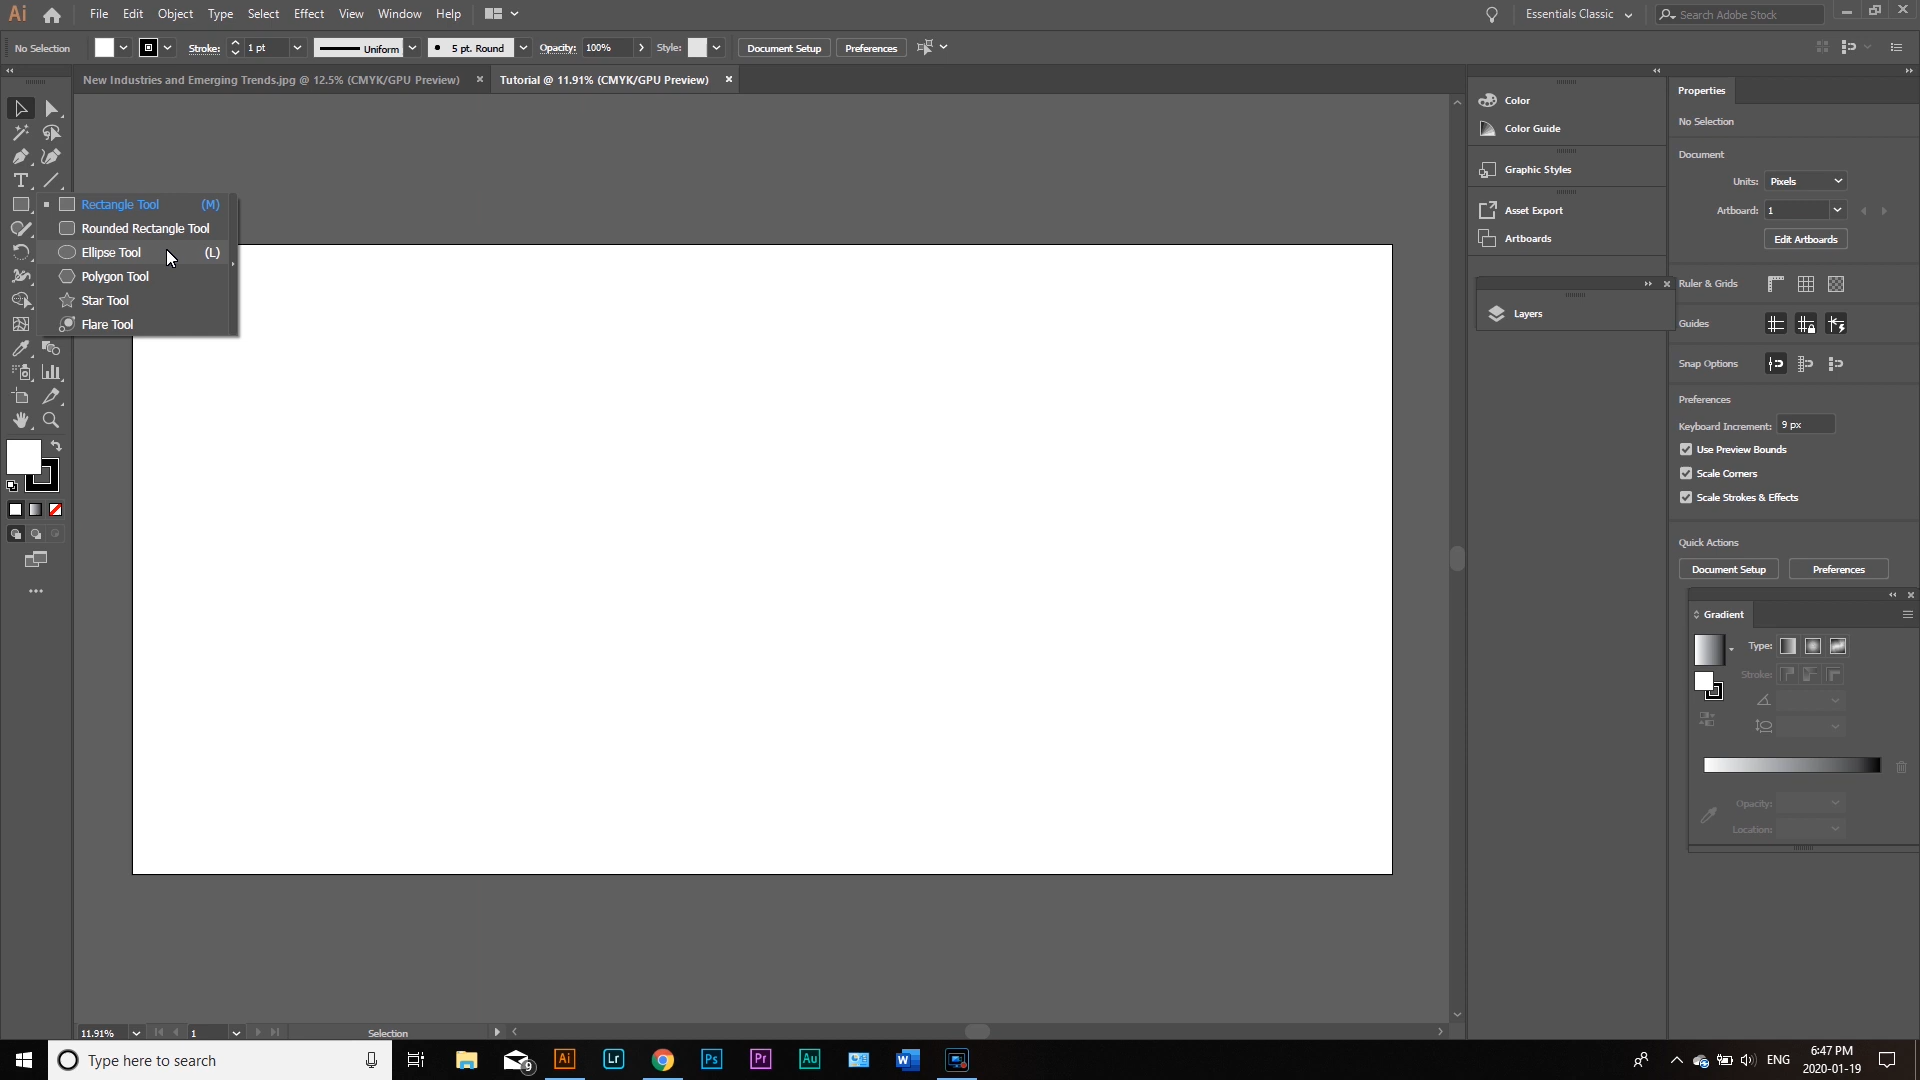 Ai File Edit Object Type Select Effect View Window Help Essentials Classic Search Adobe Stock
No Selection Stroke: 1 pt Uniform 5 pt. Round Opacity: 100% Style: Document Setup Preferences
New Industries and Emerging Trends.jpg @ 12.5% (CMYK/GPU Preview) Tutorial @ 11.91% (CMYK/GPU Preview)
Rectangle Tool (M)
Rounded Rectangle Tool
Ellipse Tool (L)
Polygon Tool
Star Tool
Flare Tool
Color
Color Guide
Graphic Styles
Asset Export
Artboards
Layers
Properties
No Selection
Document
Units: Pixels
Artboard: 1
Edit Artboards
Ruler & Grids
Guides
Snap Options
Preferences
Keyboard Increment: 9 px
Use Preview Bounds
Scale Corners
Scale Strokes & Effects
Quick Actions
Document Setup Preferences
Gradient
Type:
Stroke:
Opacity:
Location:
11.91% 1 Selection
Type here to search 9 Ai Lr Ps Pr Au W ENG 6:47 PM
2020-01-19